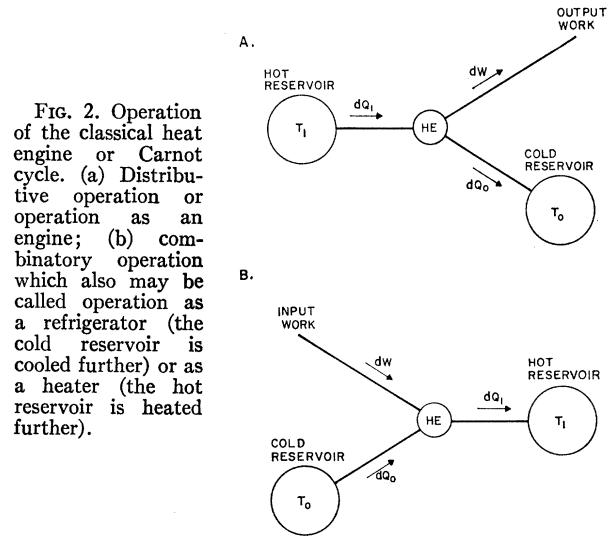 FIG. 2. Operation
of the classical heat
engine or Carnot
cycle. (a) Distribu-
tive operation or
operation as an
engine; (b) com-
binatory operation
which also may be
called operation as
a refrigerator (the
cold reservoir is
cooled further) or as
a heater (the hot
reservoir is heated
further).
A.
OUTPUT
WORK
dW
HOT
RESERVOIR
T₁
dQ₁
HE
COLD
RESERVOIR
dQ₀
T₀
B.
INPUT
WORK
dW
HOT
RESERVOIR
dQ₁
HE
T₁
COLD
RESERVOIR
dQ₀
T₀